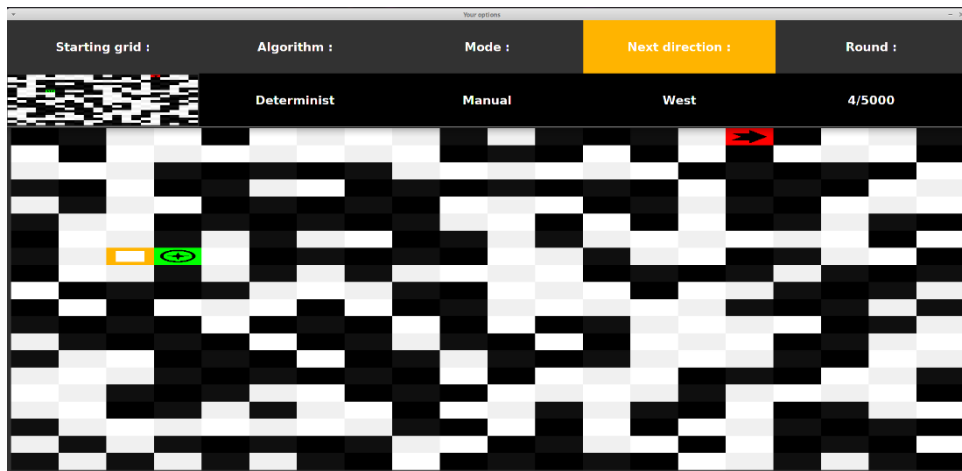 Your options
Starting grid : Algorithm : Mode : Next direction : Round :
Determinist Manual West 4/5000